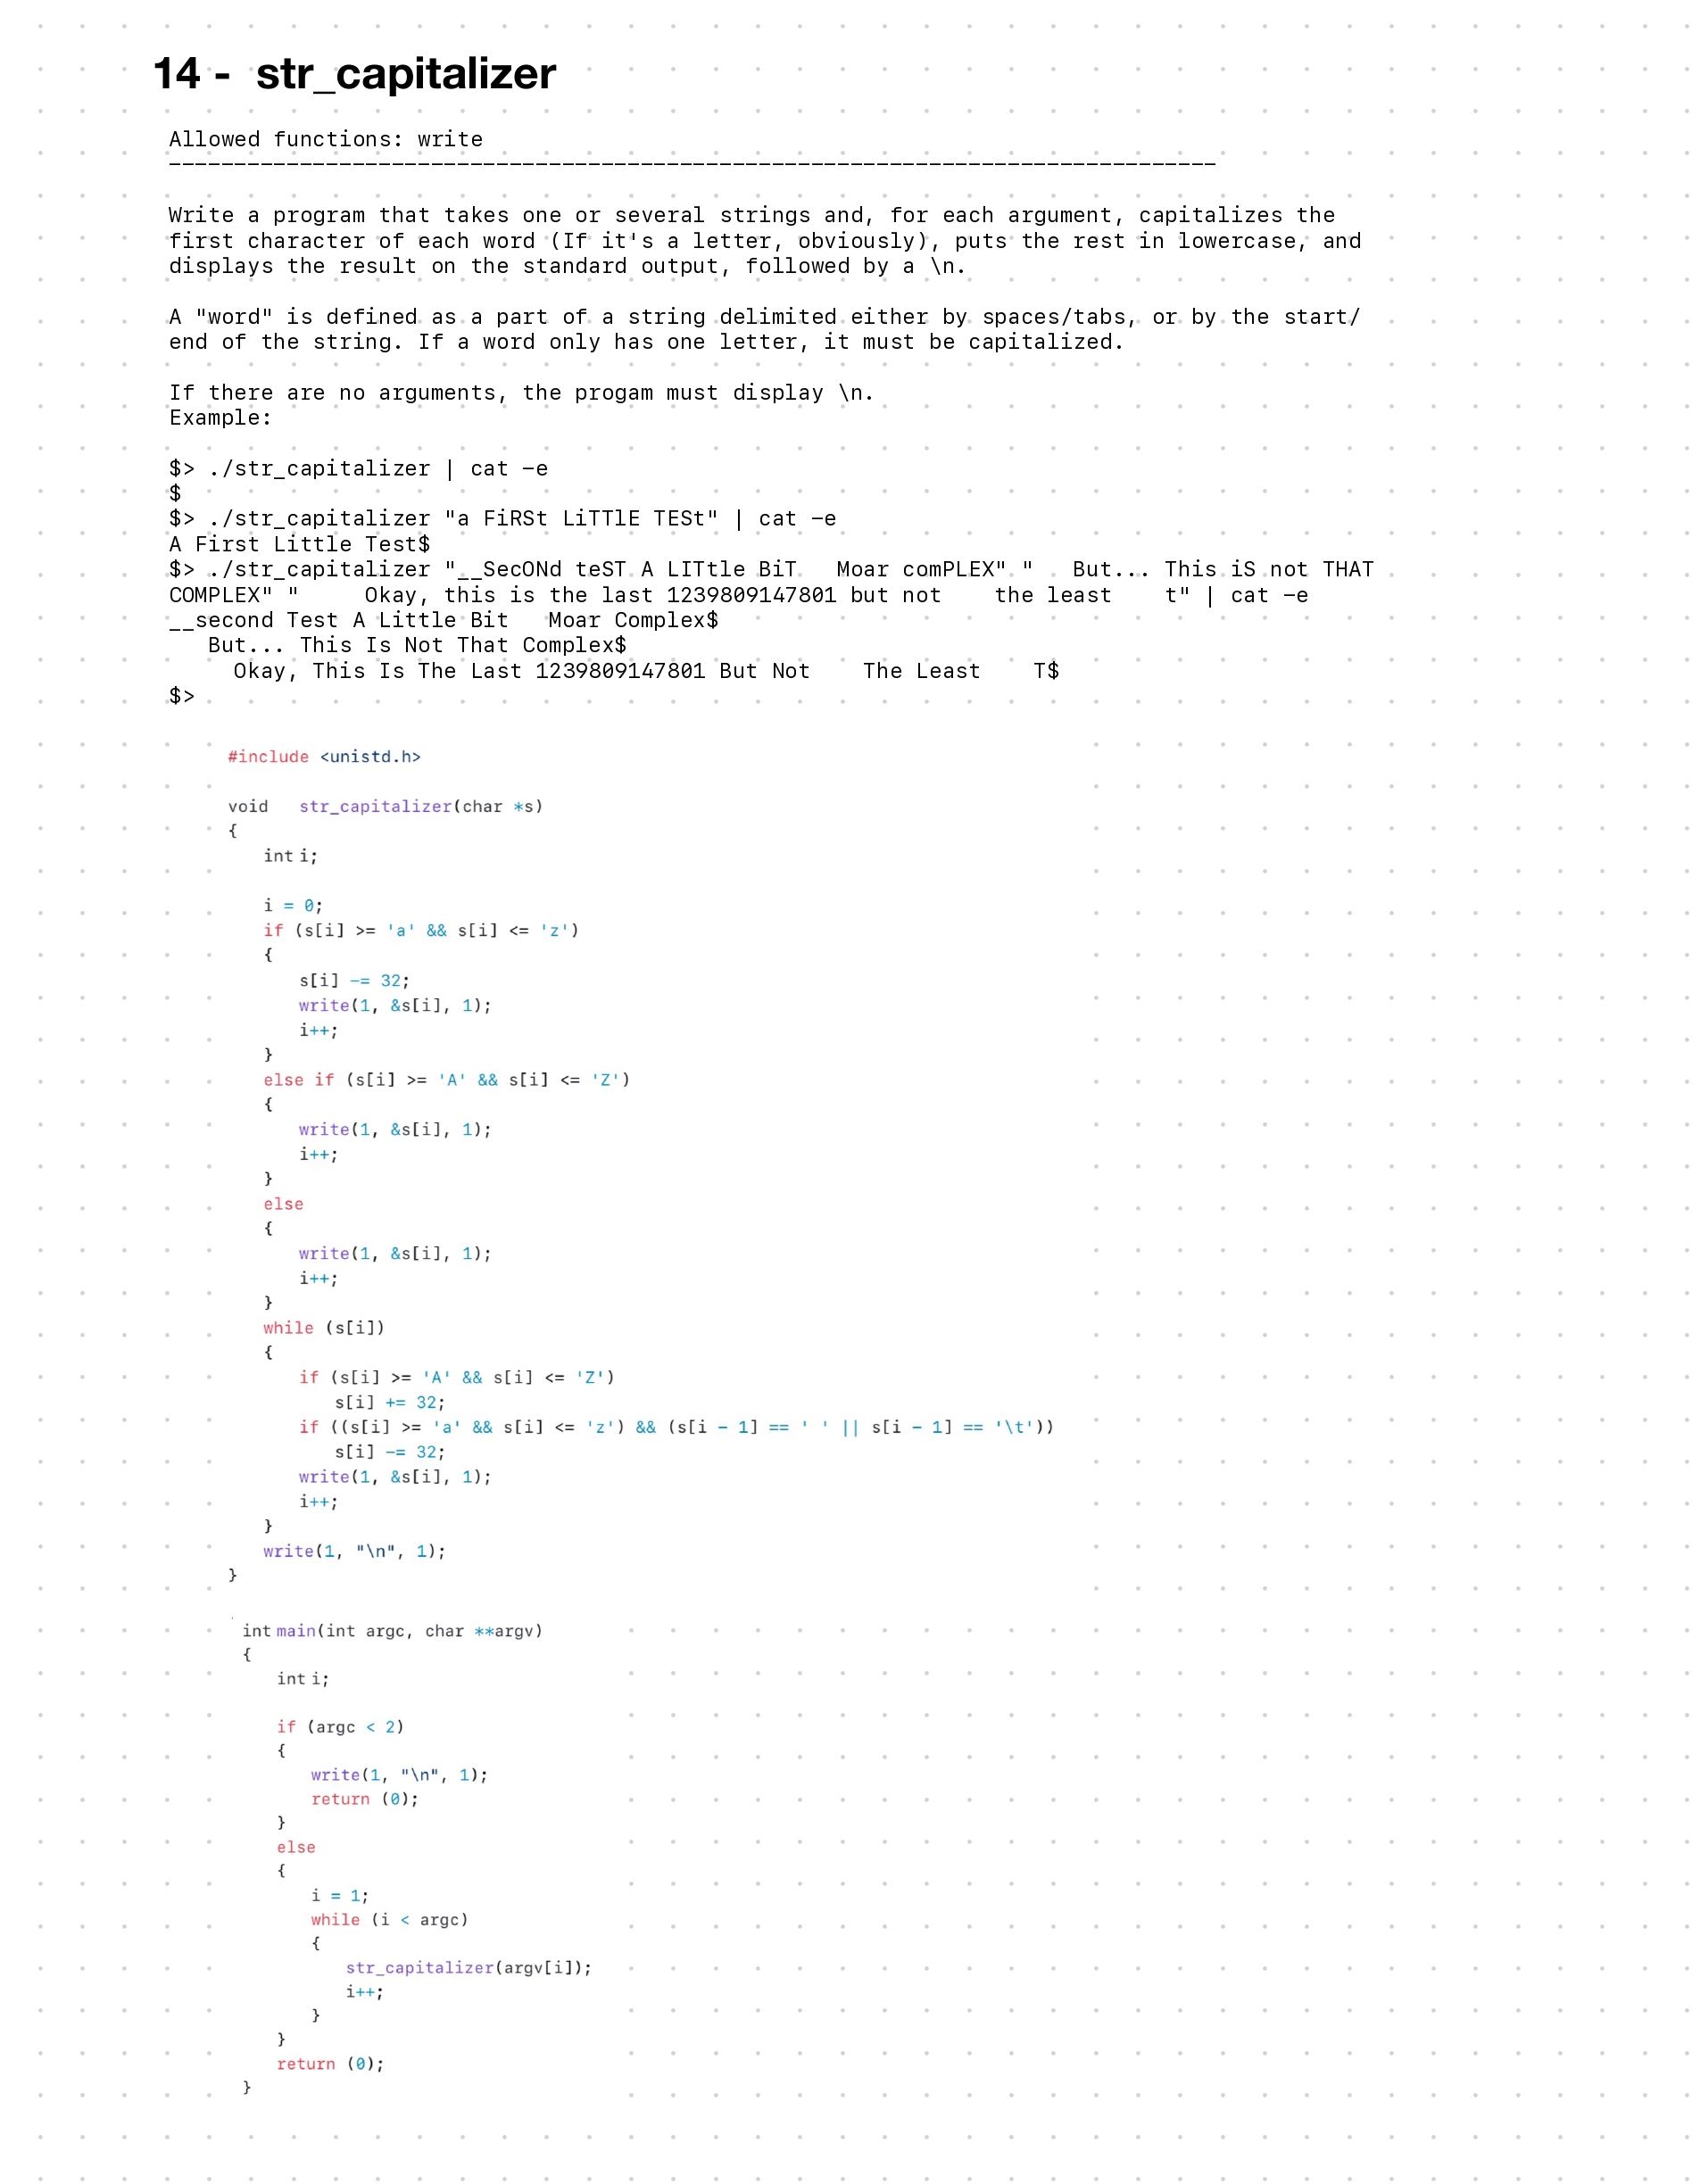 14 -  str_capitalizer
Allowed functions: write
--------------------------------------------------------------------------------
Write a program that takes one or several strings and, for each argument, capitalizes the
first character of each word (If it's a letter, obviously), puts the rest in lowercase, and
displays the result on the standard output, followed by a \n.
A "word" is defined as a part of a string delimited either by spaces/tabs, or by the start/
end of the string. If a word only has one letter, it must be capitalized.
If there are no arguments, the progam must display \n.
Example:
$> ./str_capitalizer | cat -e
$
$> ./str_capitalizer "a FiRSt LiTTlE TESt" | cat -e
A First Little Test$
$> ./str_capitalizer "__SecONd teST A LITtle BiT   Moar comPLEX" "   But... This iS not THAT
COMPLEX" "     Okay, this is the last 1239809147801 but not    the least    t" | cat -e
__second Test A Little Bit   Moar Complex$
   But... This Is Not That Complex$
     Okay, This Is The Last 1239809147801 But Not    The Least    T$
$>
#include <unistd.h>
void   str_capitalizer(char *s)
{
    int i;
    i = 0;
    if (s[i] >= 'a' && s[i] <= 'z')
    {
        s[i] -= 32;
        write(1, &s[i], 1);
        i++;
    }
    else if (s[i] >= 'A' && s[i] <= 'Z')
    {
        write(1, &s[i], 1);
        i++;
    }
    else
    {
        write(1, &s[i], 1);
        i++;
    }
    while (s[i])
    {
        if (s[i] >= 'A' && s[i] <= 'Z')
            s[i] += 32;
        if ((s[i] >= 'a' && s[i] <= 'z') && (s[i - 1] == ' ' || s[i - 1] == '\t'))
            s[i] -= 32;
        write(1, &s[i], 1);
        i++;
    }
    write(1, "\n", 1);
}
int main(int argc, char **argv)
{
    int i;
    if (argc < 2)
    {
        write(1, "\n", 1);
        return (0);
    }
    else
    {
        i = 1;
        while (i < argc)
        {
            str_capitalizer(argv[i]);
            i++;
        }
    }
    return (0);
}